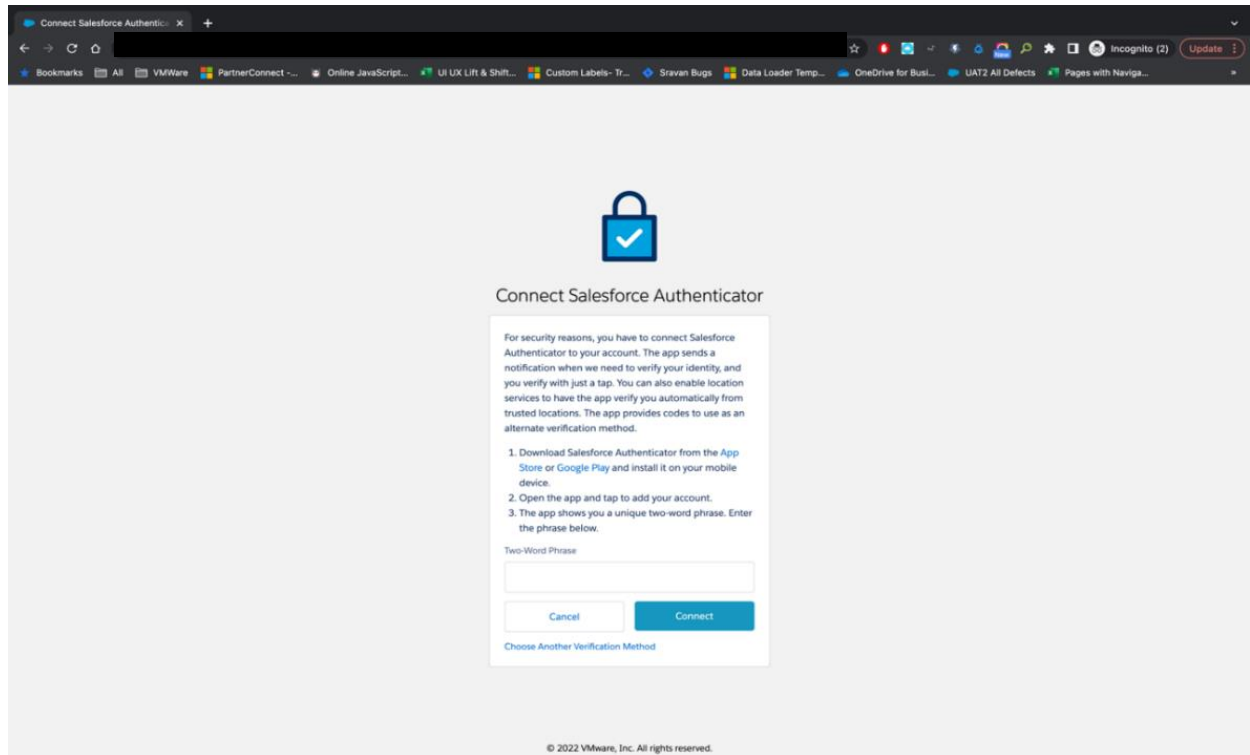 Connect Salesforce Authentic
Incognito (2)
Update
Bookmarks
All
VMWare
PartnerConnect -...
Online JavaScript...
UI UX Lift & Shift...
Custom Labels- Tr...
Sravan Bugs
Data Loader Temp...
OneDrive for Busi...
UAT2 All Defects
Pages with Naviga...
»
Connect Salesforce Authenticator
For security reasons, you have to connect Salesforce
Authenticator to your account. The app sends a
notification when we need to verify your identity, and
you verify with just a tap. You can also enable location
services to have the app verify you automatically from
trusted locations. The app provides codes to use as an
alternate verification method.
1. Download Salesforce Authenticator from the App
Store or Google Play and install it on your mobile
device.
2. Open the app and tap to add your account.
3. The app shows you a unique two-word phrase. Enter
the phrase below.
Two-Word Phrase
Cancel
Connect
Choose Another Verification Method
© 2022 VMware, Inc. All rights reserved.